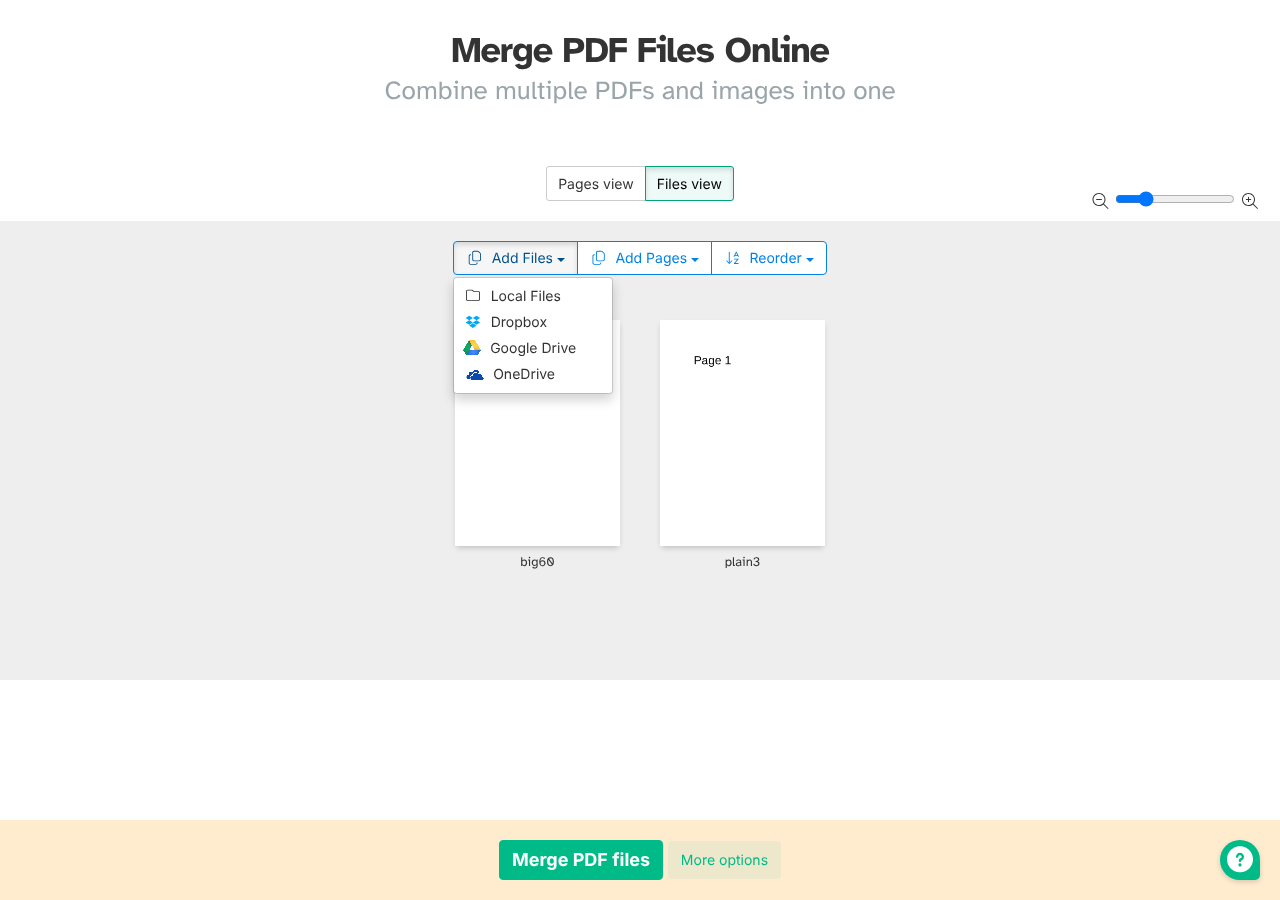 Merge PDF Files Online
Combine multiple PDFs and images into one
Pages view
Files view
Add Files
Add Pages
Reorder
Local Files
Dropbox
Google Drive
OneDrive
Page 1
big60
plain3
Merge PDF files
More options